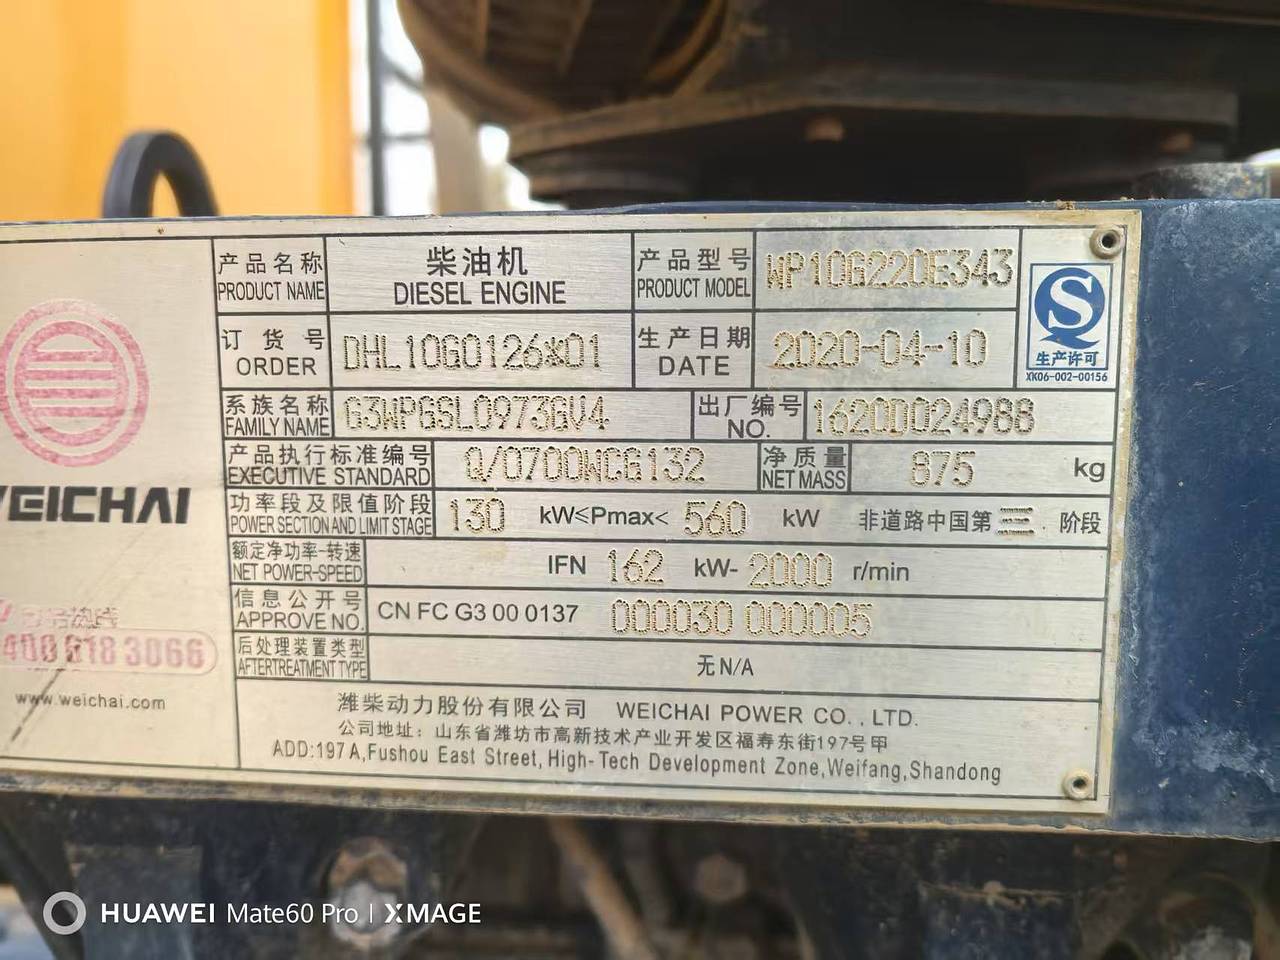 产品名称
PRODUCT NAME
柴油机
DIESEL ENGINE
产品型号
PRODUCT MODEL
WP10G220E343
订货号
ORDER
DHL10G0126*01
生产日期
DATE
2020-04-10
生产许可
XK06-002-00156
系族名称
FAMILY NAME
G3WPGSL0973GV4
出厂编号
NO.
1620D024988
产品执行标准编号
EXECUTIVE STANDARD
Q/0700WCG132
净质量
NET MASS
875 kg
功率段及限值阶段
POWER SECTION AND LIMIT STAGE
130 kW≤Pmax< 560 kW 非道路中国第 三 阶段
额定净功率-转速
NET POWER-SPEED
IFN 162 kW- 2000 r/min
信息公开号
APPROVE NO.
CN FC G3 00 0137 000030 000005
后处理装置类型
AFTERTREATMENT TYPE
无N/A
潍柴动力股份有限公司 WEICHAI POWER CO., LTD.
公司地址: 山东省潍坊市高新技术产业开发区福寿东街197号甲
ADD:197 A,Fushou East Street, High-Tech Development Zone,Weifang,Shandong
WEICHAI
400 618 3066
www.weichai.com
HUAWEI Mate60 Pro | XMAGE